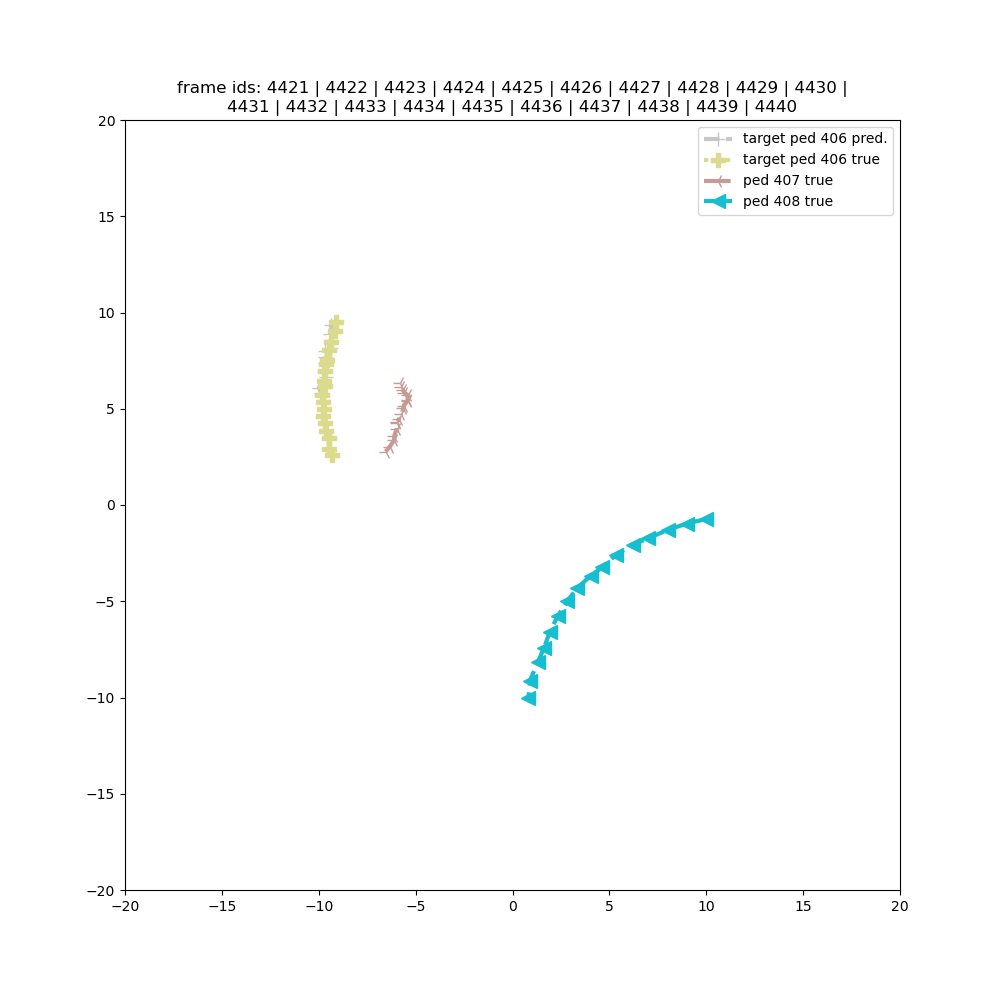 frame ids: 4421 | 4422 | 4423 | 4424 | 4425 | 4426 | 4427 | 4428 | 4429 | 4430 |
4431 | 4432 | 4433 | 4434 | 4435 | 4436 | 4437 | 4438 | 4439 | 4440
target ped 406 pred.
target ped 406 true
ped 407 true
ped 408 true
20
15
10
5
0
−5
−10
−15
−20
−20 −15 −10 −5 0 5 10 15 20